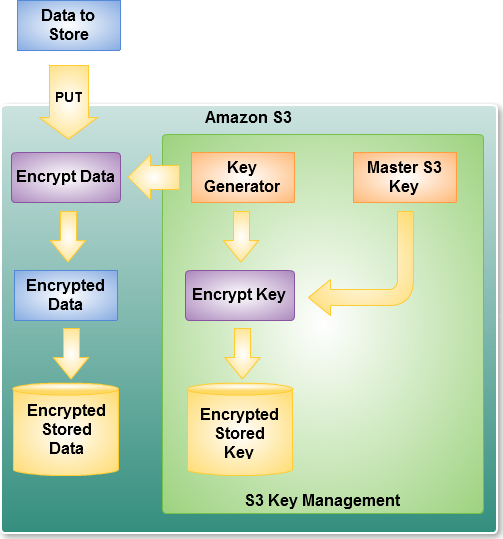 Data to
Store
PUT
Amazon S3
Encrypt Data
Key
Generator
Master S3
Key
Encrypted
Data
Encrypt Key
Encrypted
Stored
Data
Encrypted
Stored
Key
S3 Key Management